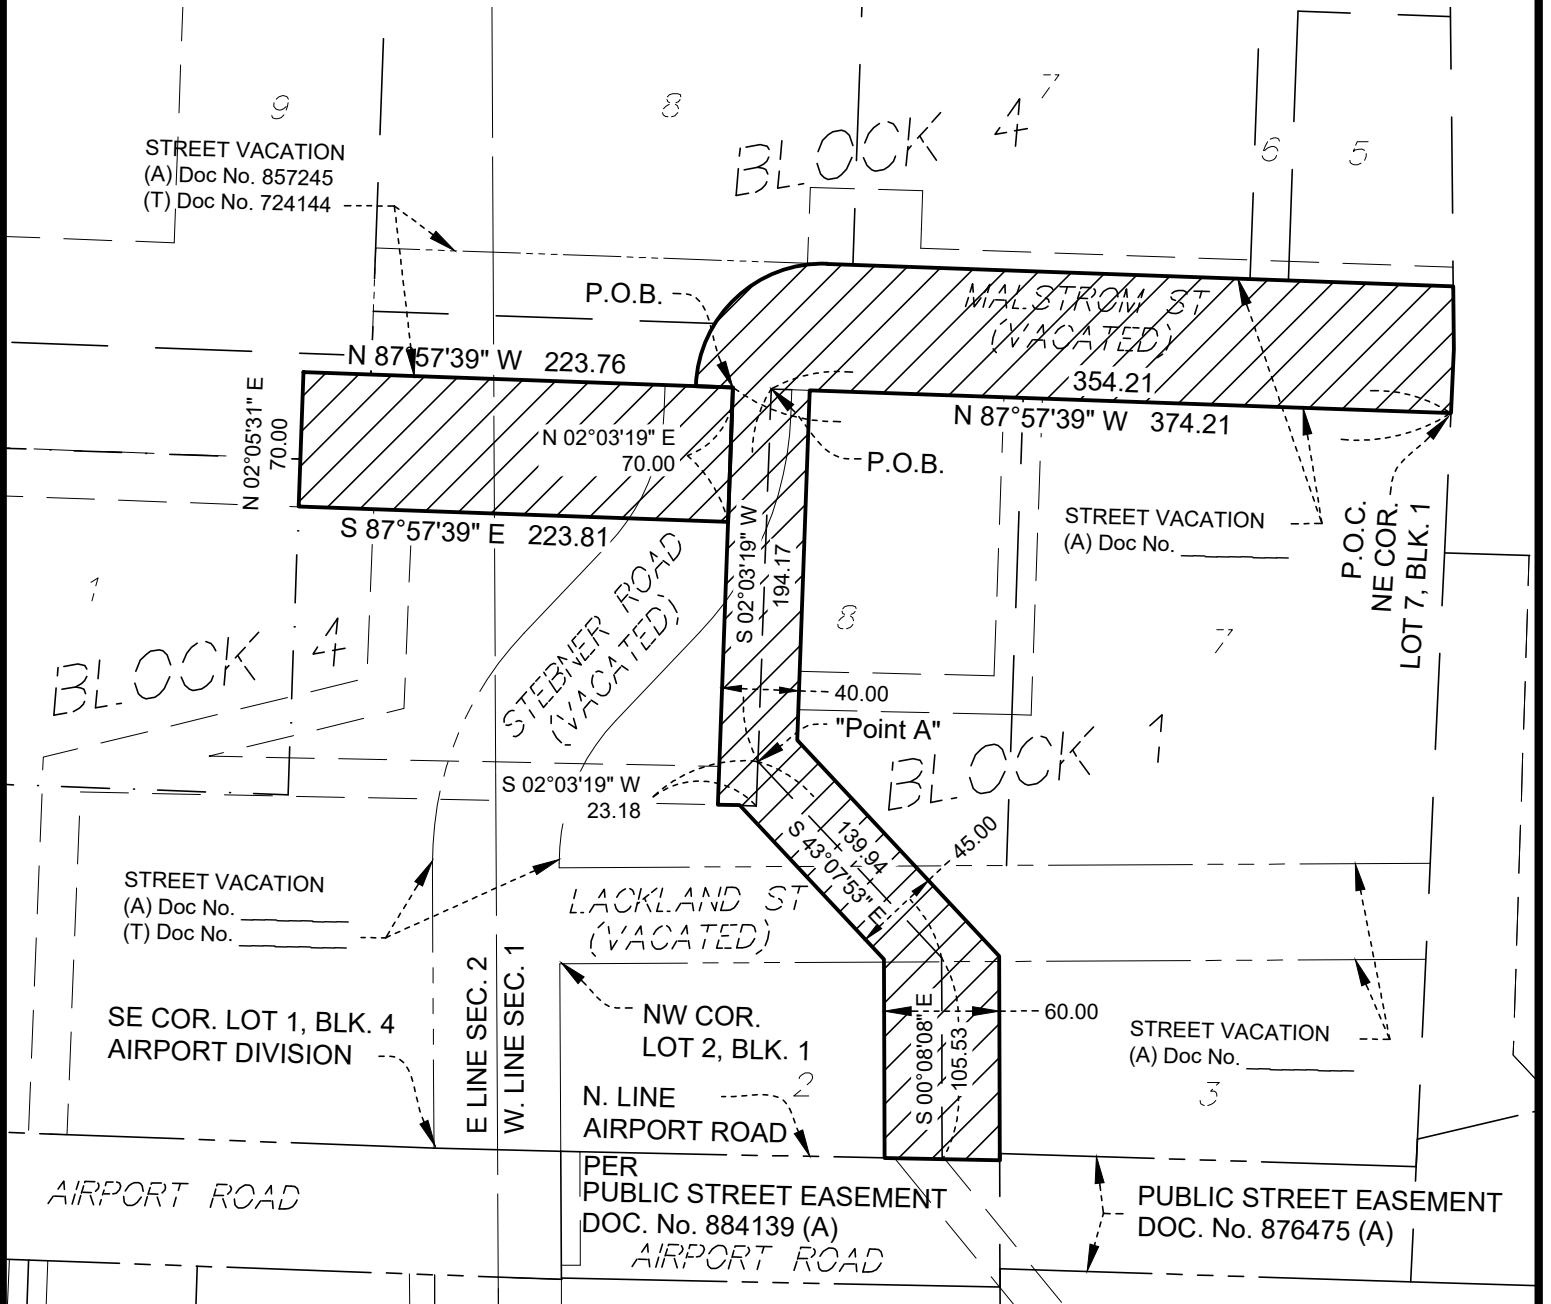 9
8
7
BLOCK 4
6
5
STREET VACATION
(A) Doc No. 857245
(T) Doc No. 724144
P.O.B.
MALSTROM ST
(VACATED)
N 87°57'39" W 223.76
354.21
N 87°57'39" W 374.21
N 02°05'31" E
70.00
N 02°03'19" E
70.00
P.O.B.
S 87°57'39" E 223.81
STREET VACATION
(A) Doc No. ________
P.O.C.
NE COR.
LOT 7, BLK. 1
S 02°03'19" W
194.17
STEBNER ROAD
(VACATED)
1
8
7
BLOCK 4
40.00
"Point A"
BLOCK 1
S 02°03'19" W
23.18
139.94
S 43°07'53" E
45.00
STREET VACATION
(A) Doc No. ________
(T) Doc No. ________
LACKLAND ST
(VACATED)
E LINE SEC. 2
W. LINE SEC. 1
SE COR. LOT 1, BLK. 4
AIRPORT DIVISION
NW COR.
LOT 2, BLK. 1
2
S 00°08'08" E
105.53
60.00
STREET VACATION
(A) Doc No. ________
3
N. LINE
AIRPORT ROAD
PER
PUBLIC STREET EASEMENT
DOC. No. 884139 (A)
AIRPORT ROAD
AIRPORT ROAD
PUBLIC STREET EASEMENT
DOC. No. 876475 (A)